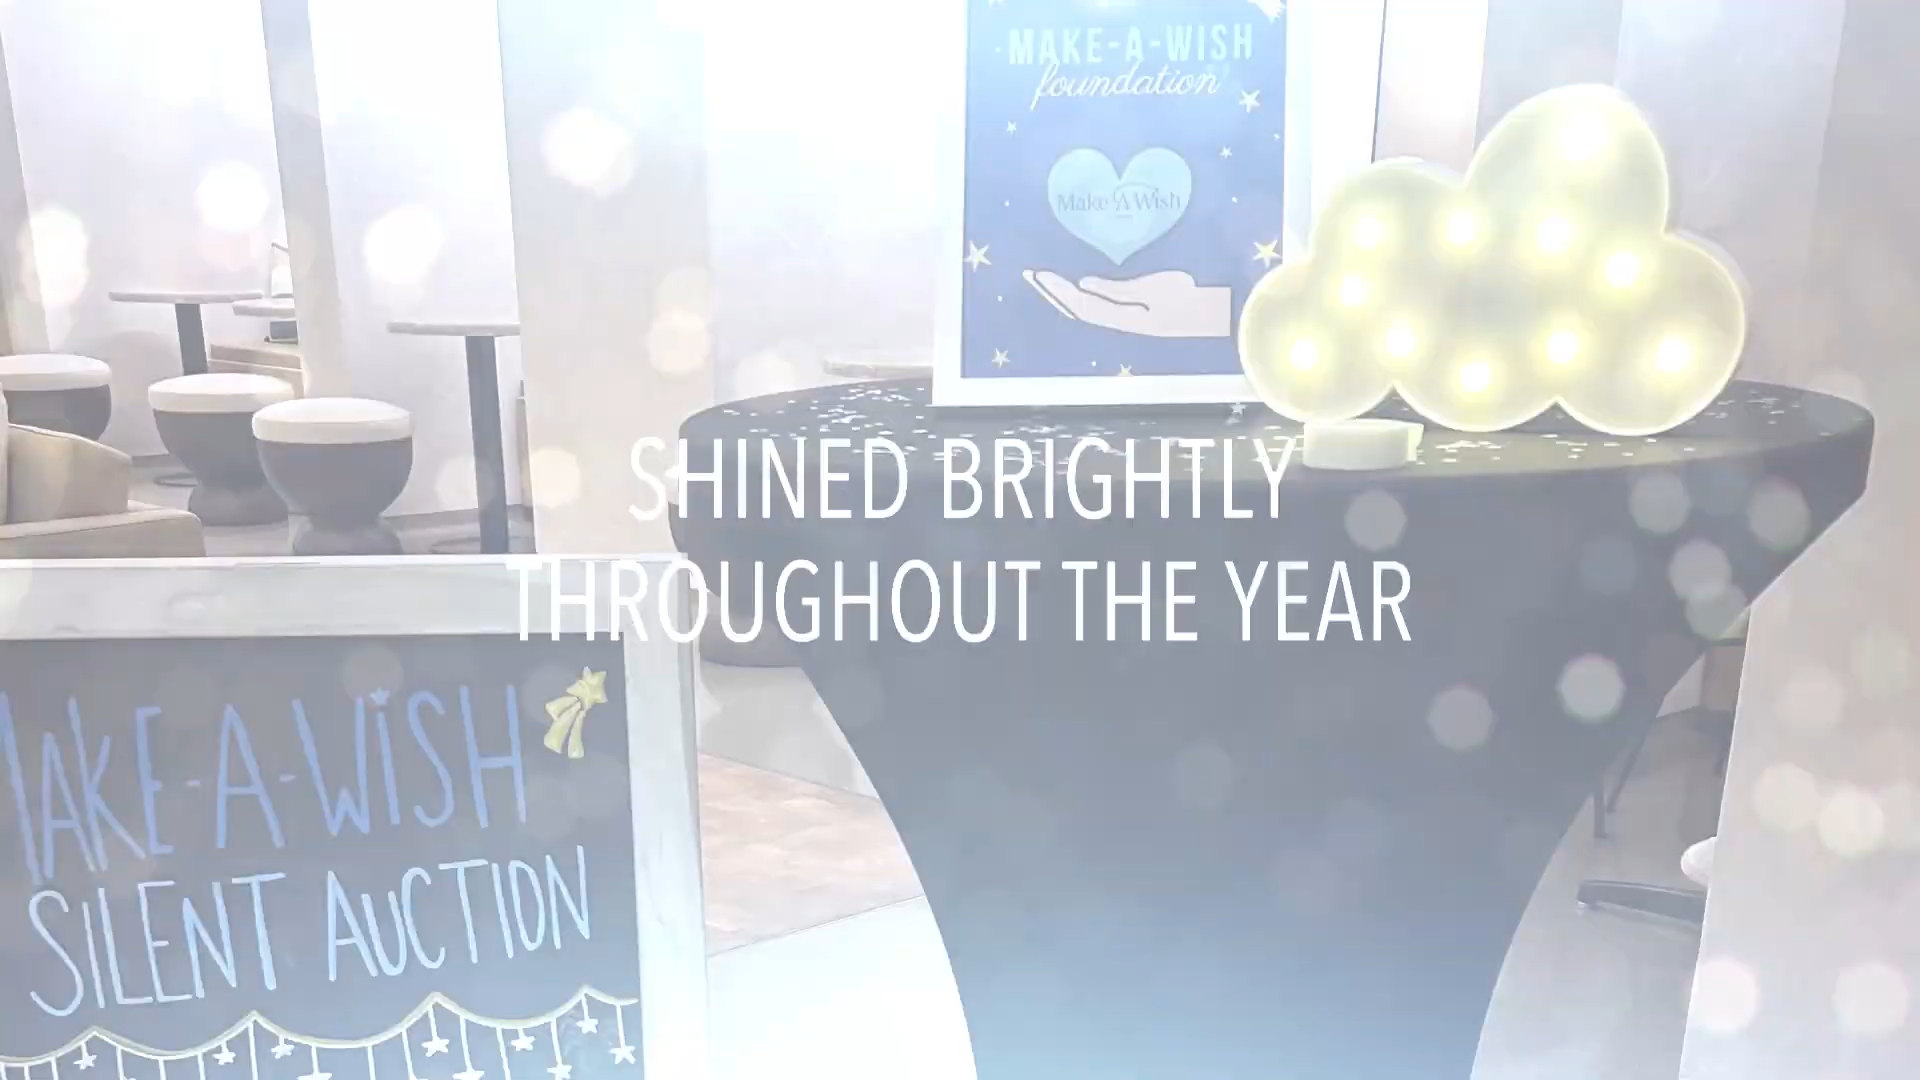 MAKE-A-WISH
foundation
Make A Wish
SHINED BRIGHTLY
THROUGHOUT THE YEAR
MAKE-A-WiSH
SILENT AUCTION